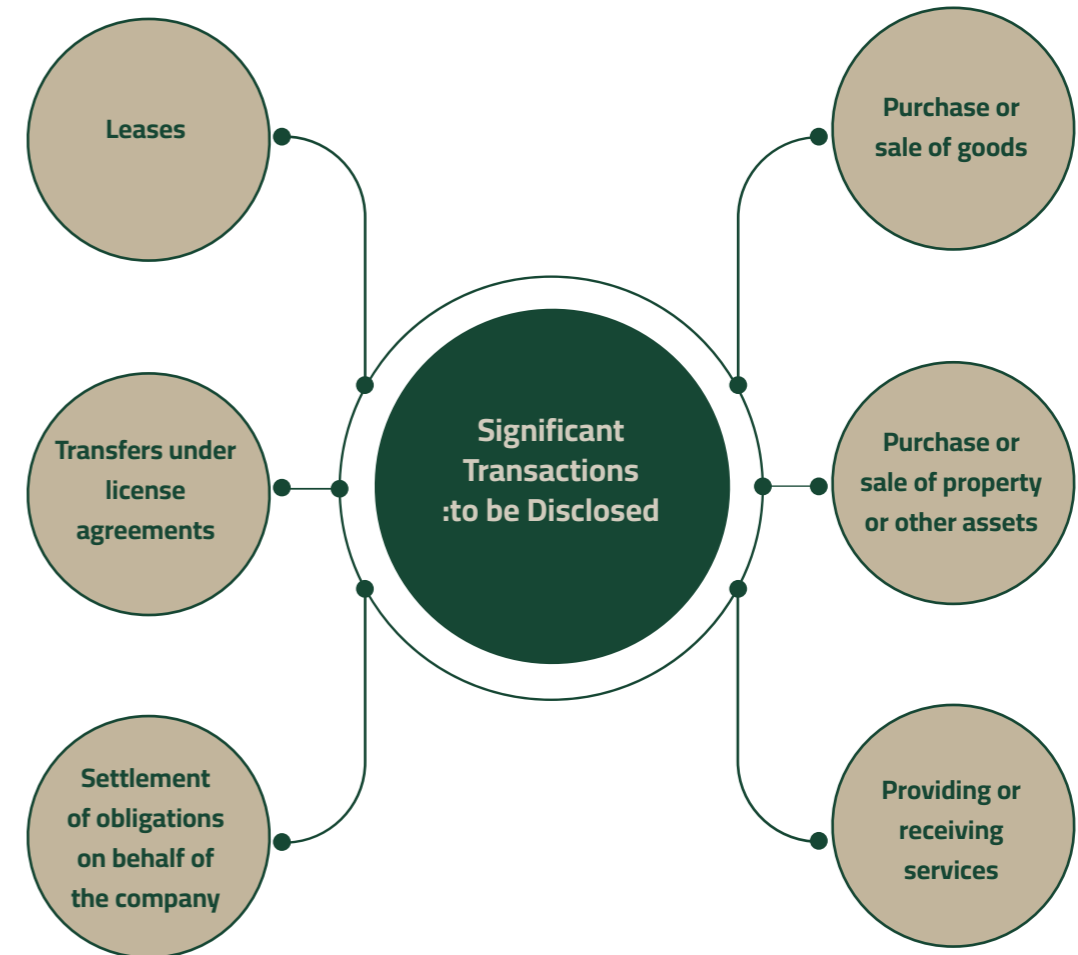 Significant
Transactions
:to be Disclosed
Leases
Transfers under
license
agreements
Settlement
of obligations
on behalf of
the company
Purchase or
sale of goods
Purchase or
sale of property
or other assets
Providing or
receiving
services